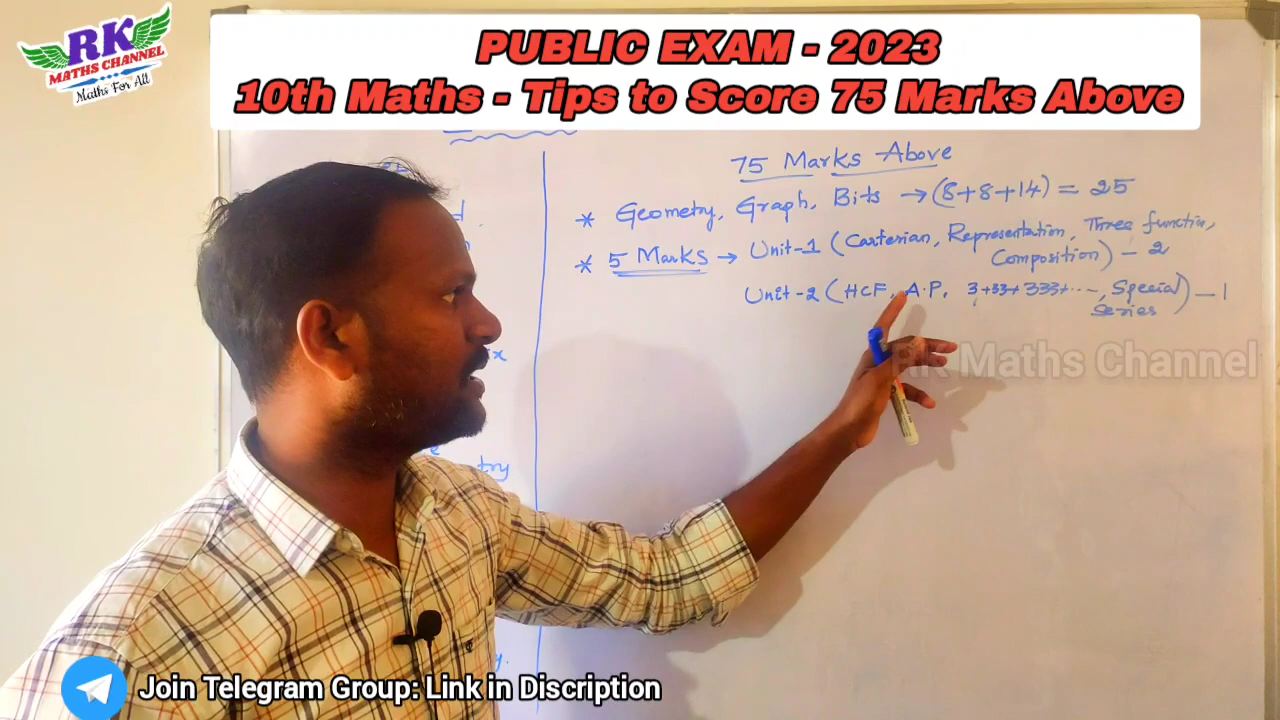 RK
MATHS CHANNEL
Maths For All
PUBLIC EXAM - 2023
10th Maths - Tips to Score 75 Marks Above
75 Marks Above
* Geometry, Graph, Bits → (8+8+14) = 25
* 5 Marks → Unit-1 (Carterian, Representation, Three function,
Composition) - 2
Unit-2 (HCF, A.P, 3+33+333+..., Special
Series) - 1
RK Maths Channel
try
Join Telegram Group: Link in Discription